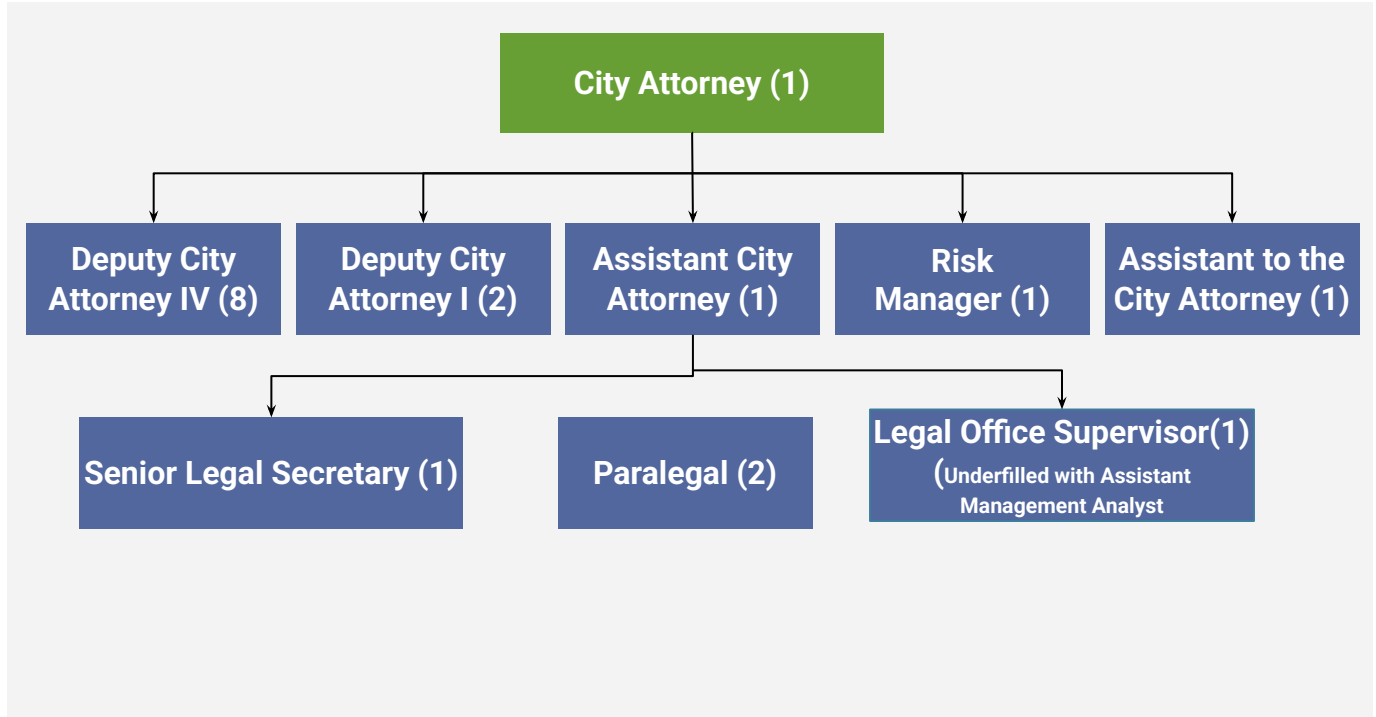 City Attorney (1)
Deputy City
Attorney IV (8)
Deputy City
Attorney I (2)
Assistant City
Attorney (1)
Risk
Manager (1)
Assistant to the
City Attorney (1)
Senior Legal Secretary (1)
Paralegal (2)
Legal Office Supervisor(1)
(Underfilled with Assistant
Management Analyst